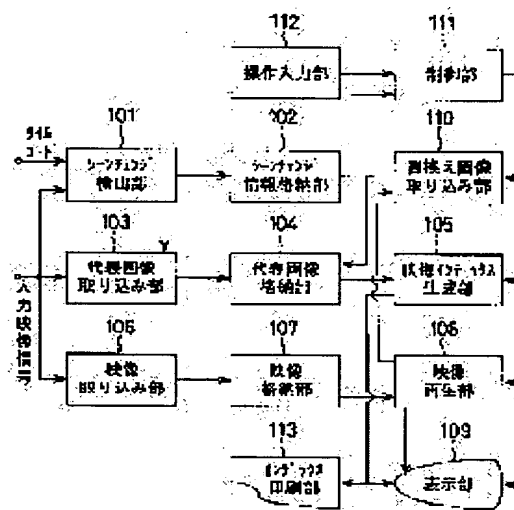 112
操作入力部
111
制御部
101
タイム
コード
シーンチェンジ
検出部
102
シーンチェンジ
情報格納部
110
置換え画像
取り込み部
103
代表画像
取り込み部
104
代表画像
格納部
105
映像インデックス
生成部
入力映像信号
106
映像
取り込み部
107
映像
格納部
108
映像
再生部
113
インデックス
印刷部
109
表示部